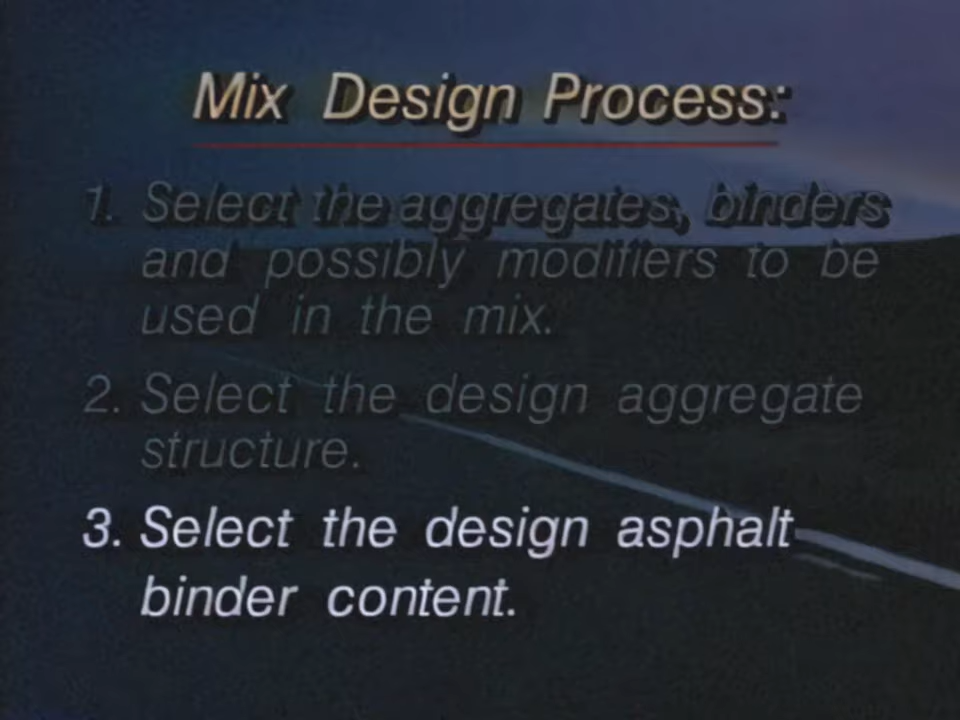 Mix Design Process:
1. Select the aggregates, binders
and possibly modifiers to be
used in the mix.
2. Select the design aggregate
structure.
3. Select the design asphalt
binder content.